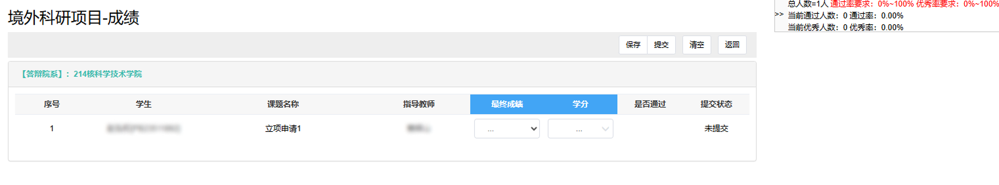 境外科研项目-成绩
总人数=1人 通过率要求：0%~100% 优秀率要求：0%~100%
>> 当前通过人数：0 通过率：0.00%
当前优秀人数：0 优秀率：0.00%
保存 提交 清空 返回
【答辩院系】：214核科学技术学院
序号 学生 课题名称 指导教师 最终成绩 学分 是否通过 提交状态
1 立项申请1 ... ... 未提交